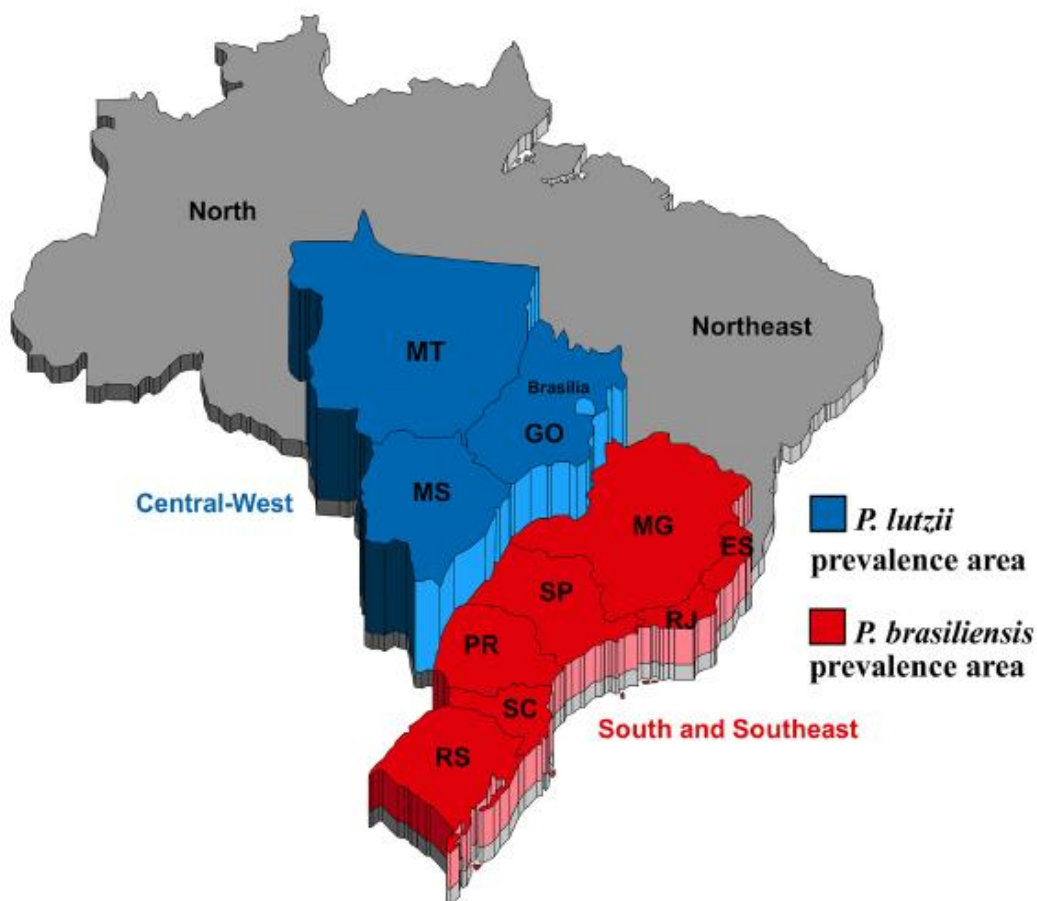 North
Northeast
MT
Brasilia
GO
MS
Central-West
MG
ES
SP
RJ
PR
SC
RS
P. lutzii
prevalence area
P. brasiliensis
prevalence area
South and Southeast